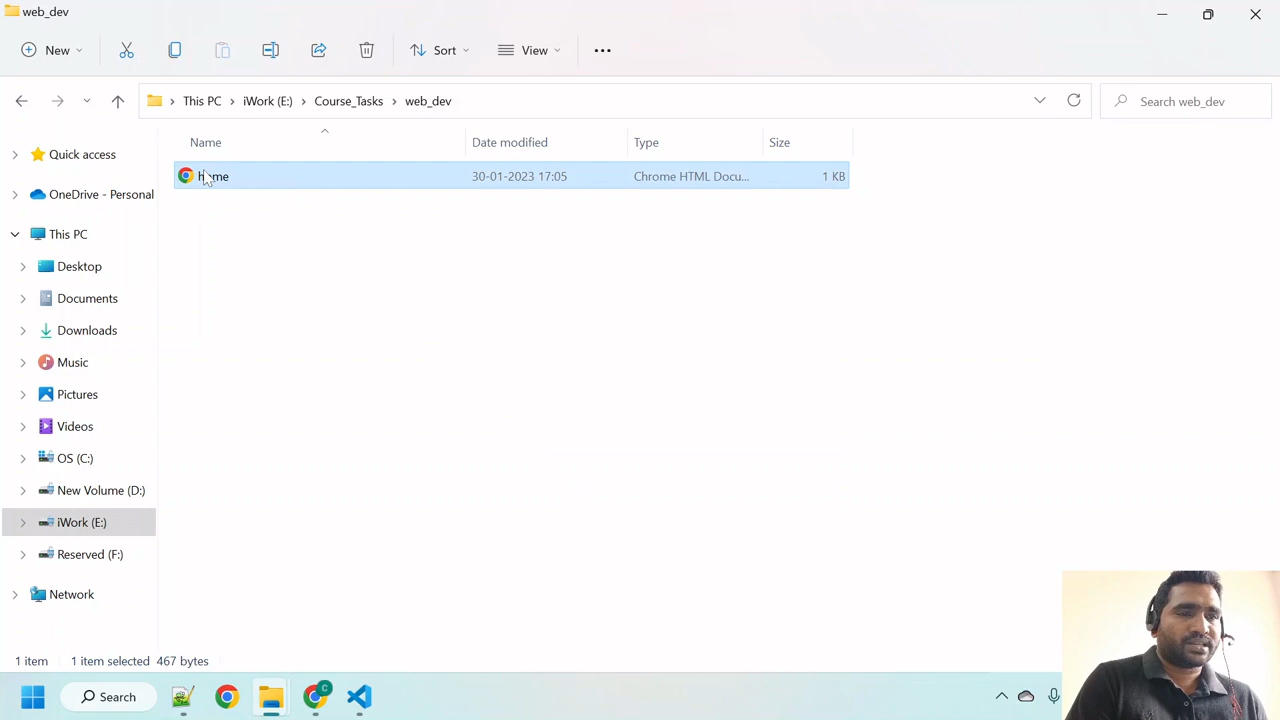 web_dev
New
Sort
View
This PC
iWork (E:)
Course_Tasks
web_dev
Search web_dev
Name
Date modified
Type
Size
Quick access
home
30-01-2023 17:05
Chrome HTML Docu...
1 KB
OneDrive - Personal
This PC
Desktop
Documents
Downloads
Music
Pictures
Videos
OS (C:)
New Volume (D:)
iWork (E:)
Reserved (F:)
Network
1 item
1 item selected 467 bytes
Search
C